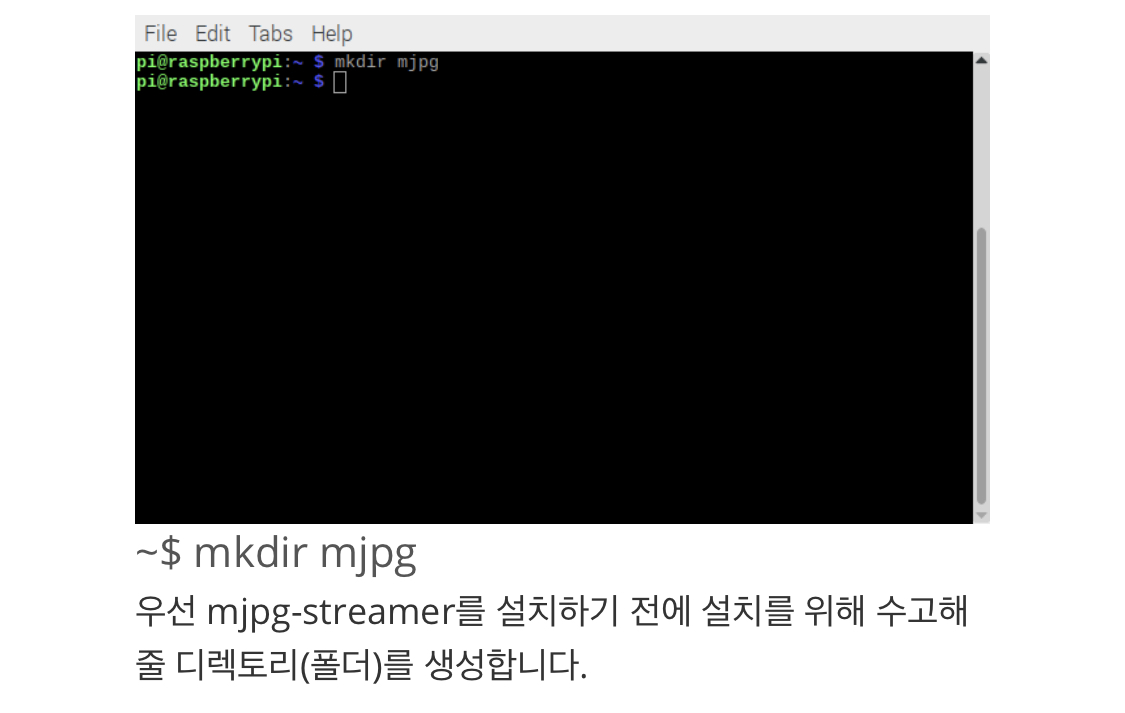 File Edit Tabs Help
pi@raspberrypi:~ $ mkdir mjpg
pi@raspberrypi:~ $
~$ mkdir mjpg
우선 mjpg-streamer를 설치하기 전에 설치를 위해 수고해
줄 디렉토리(폴더)를 생성합니다.